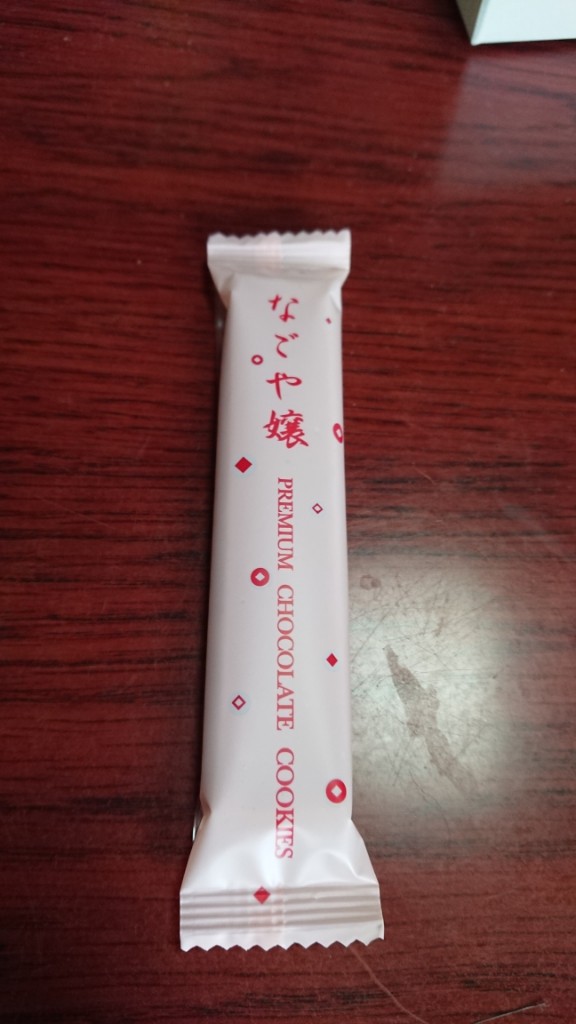 なごや嬢
PREMIUM CHOCOLATE COOKIES